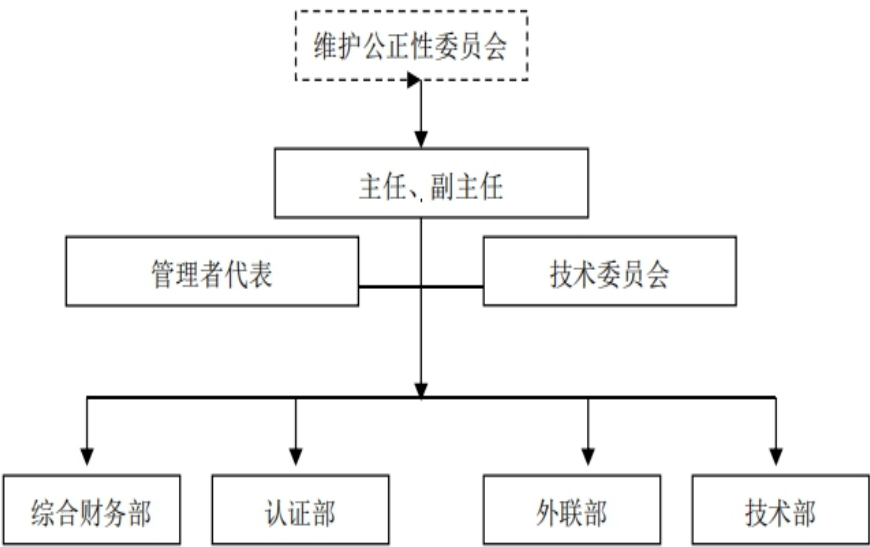 维护公正性委员会
主任、副主任
管理者代表
技术委员会
综合财务部
认证部
外联部
技术部